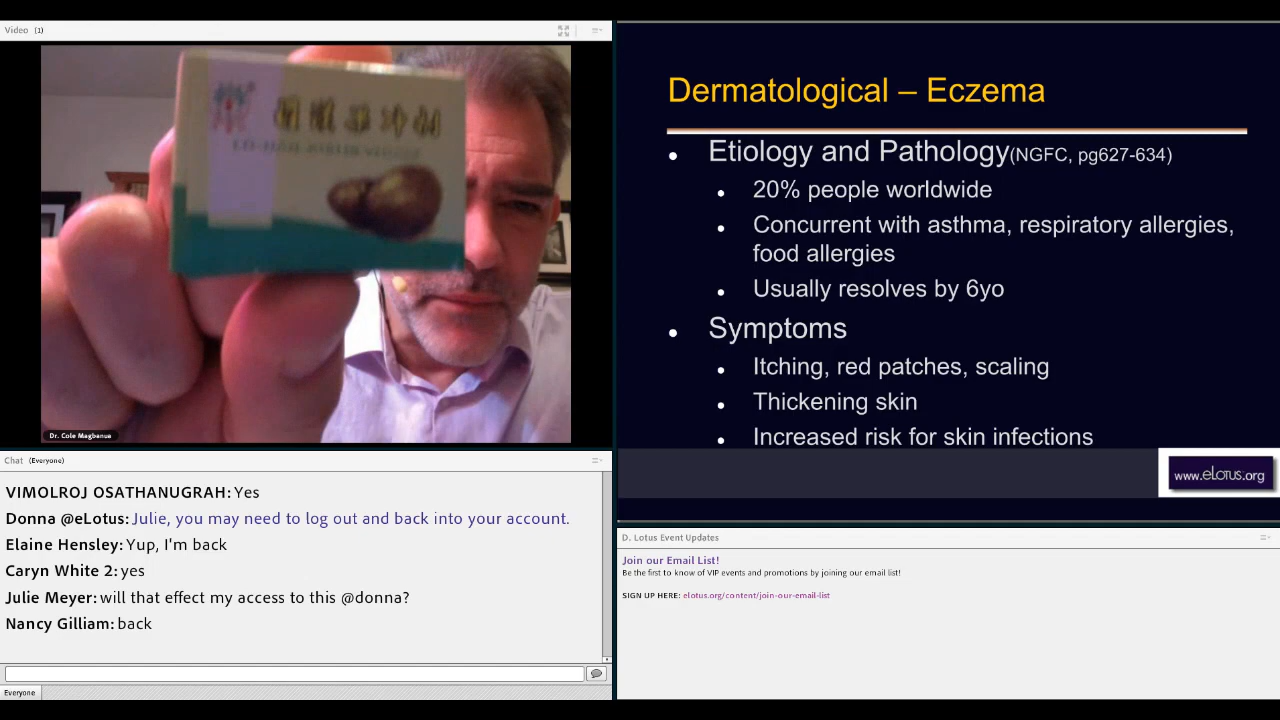 Video (1)
Dr. Cole Magbanua
Chat (Everyone)
VIMOLROJ OSATHANUGRAH: Yes
Donna @eLotus: Julie, you may need to log out and back into your account.
Elaine Hensley: Yup, I'm back
Caryn White 2: yes
Julie Meyer: will that effect my access to this @donna?
Nancy Gilliam: back
Everyone
Dermatological – Eczema
• Etiology and Pathology(NGFC, pg627-634)
• 20% people worldwide
• Concurrent with asthma, respiratory allergies,
food allergies
• Usually resolves by 6yo
• Symptoms
• Itching, red patches, scaling
• Thickening skin
• Increased risk for skin infections
www.eLotus.org
D. Lotus Event Updates
Join our Email List!
Be the first to know of VIP events and promotions by joining our email list!
SIGN UP HERE: elotus.org/content/join-our-email-list